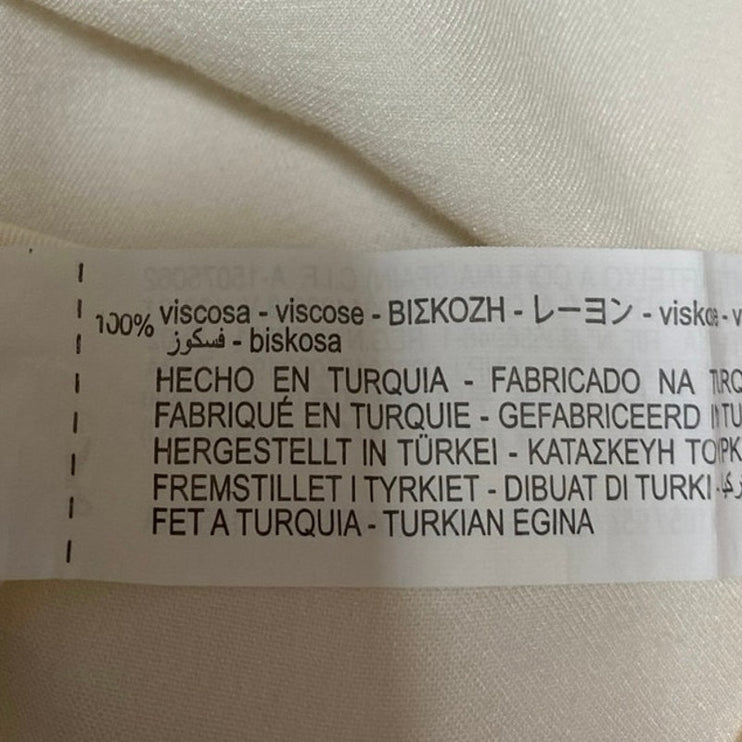 100% viscosa - viscose - ΒΙΣΚΟΖΗ - レーヨン -
فسكوز - biskosa
HECHO EN TURQUIA - FABRICADO NA
FABRIQUÉ EN TURQUIE - GEFABRICEERD
HERGESTELLT IN TÜRKEI - ΚΑΤΑΣΚΕΥΗ
FREMSTILLET I TYRKIET - DIBUAT DI TURKI -
FET A TURQUIA - TURKIAN EGINA